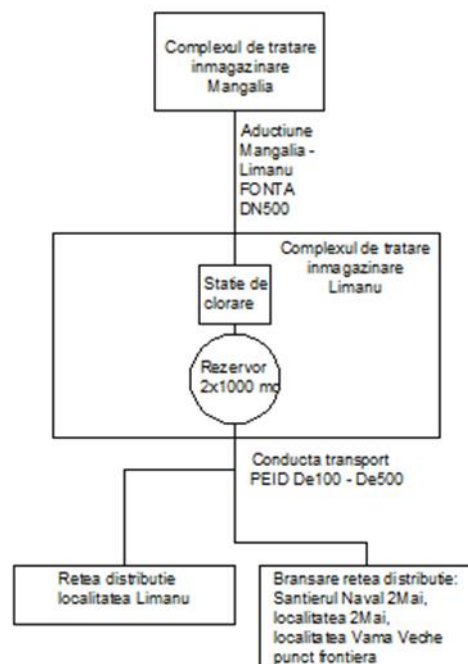 Complexul de tratare
inmagazinare
Mangalia
Aductiune
Mangalia -
Limanu
FONTA
DN500
Complexul de tratare
inmagazinare
Limanu
Statie de
clorare
Rezervor
2x1000 mc
Conducta transport
PEID De100 - De500
Retea distributie
localitatea Limanu
Bransare retea distributie:
Santierul Naval 2Mai,
localitatea 2Mai,
localitatea Vama Veche
punct frontiera